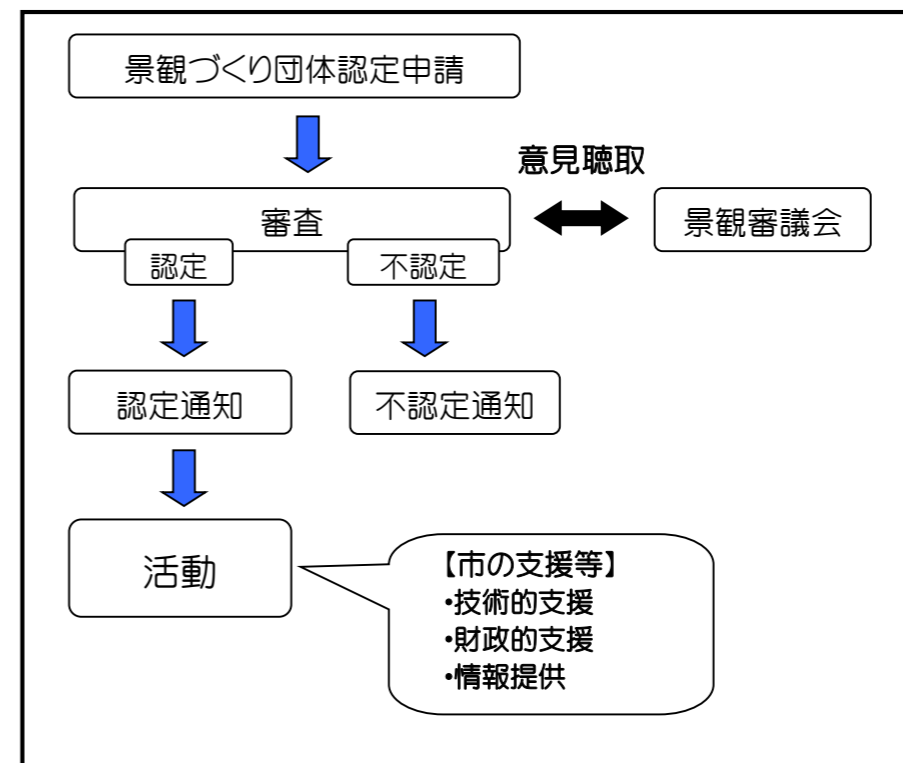 景観づくり団体認定申請
意見聴取
審査
景観審議会
認定
不認定
認定通知
不認定通知
活動
【市の支援等】
・技術的支援
・財政的支援
・情報提供